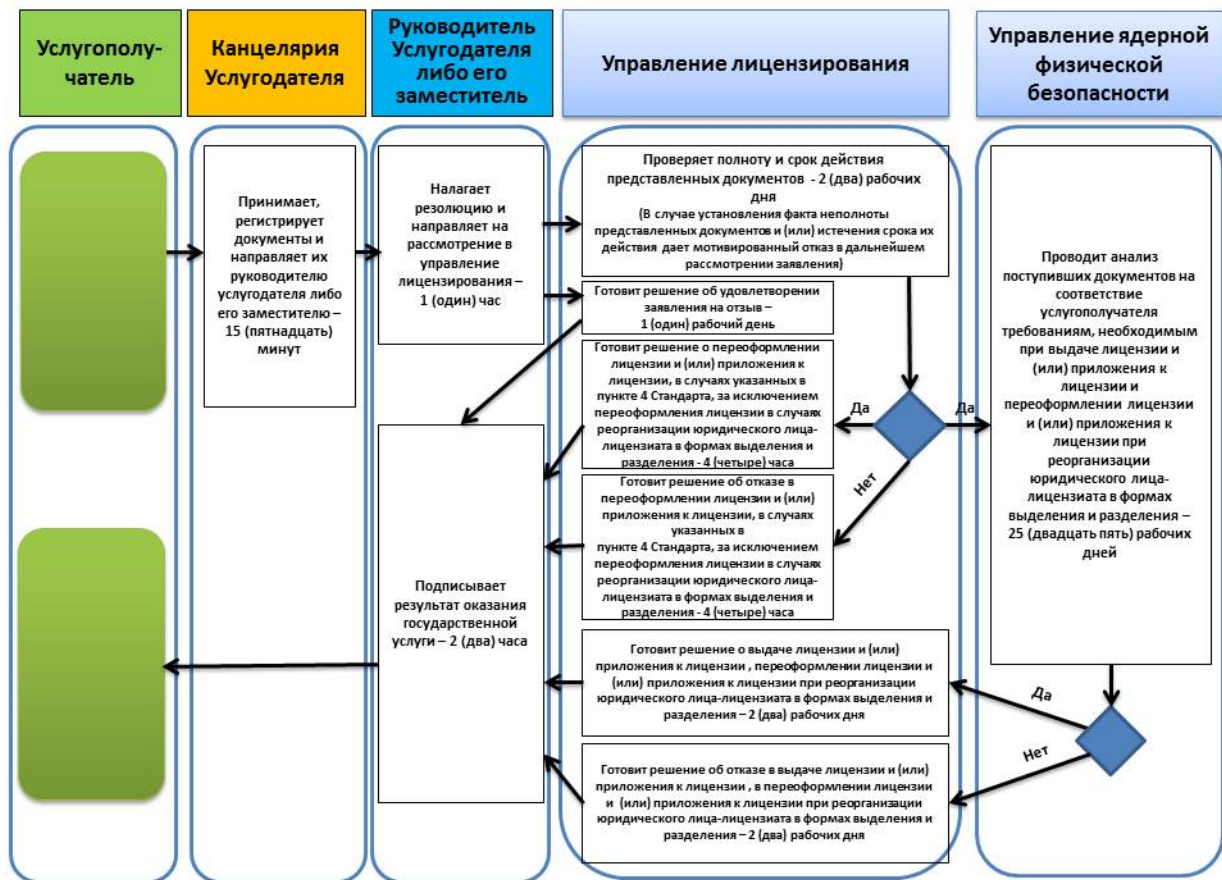 Услугополу-
чатель
Канцелярия
Услугодателя
Руководитель
Услугодателя
либо его
заместитель
Управление лицензирования
Управление ядерной
физической
безопасности
Принимает,
регистрирует
документы и
направляет их
руководителю
услугодателя либо
его заместителю –
15 (пятнадцать)
минут
Налагает
резолюцию и
направляет на
рассмотрение в
управление
лицензирования –
1 (один) час
Проверяет полноту и срок действия
представленных документов - 2 (два) рабочих
дня
(В случае установления факта неполноты
представленных документов и (или) истечения срока их
действия дает мотивированный отказ в дальнейшем
рассмотрении заявления)
Готовит решение об удовлетворении
заявления на отзыв –
1 (один) рабочий день
Готовит решение о переоформлении
лицензии и (или) приложения к
лицензии, в случаях указанных в
пункте 4 Стандарта, за исключением
переоформления лицензии в случаях
реорганизации юридического лица-
лицензиата в формах выделения и
разделения - 4 (четыре) часа
Да
Да
Нет
Готовит решение об отказе в
переоформлении лицензии и (или)
приложения к лицензии, в случаях
указанных в
пункте 4 Стандарта, за исключением
переоформления лицензии в случаях
реорганизации юридического лица-
лицензиата в формах выделения и
разделения - 4 (четыре) часа
Проводит анализ
поступивших документов на
соответствие
услугополучателя
требованиям, необходимым
при выдаче лицензии и
(или) приложения к
лицензии и
переоформлении лицензии
и (или) приложения к
лицензии при
реорганизации
юридического лица-
лицензиата в формах
выделения и разделения –
25 (двадцать пять) рабочих
дней
Подписывает
результат оказания
государственной
услуги – 2 (два) часа
Готовит решение о выдаче лицензии и (или)
приложения к лицензии , переоформлении лицензии и
(или) приложения к лицензии при реорганизации
юридического лица-лицензиата в формах выделения и
разделения – 2 (два) рабочих дня
Да
Нет
Готовит решение об отказе в выдаче лицензии и (или)
приложения к лицензии , в переоформлении лицензии
и (или) приложения к лицензии при реорганизации
юридического лица-лицензиата в формах выделения и
разделения – 2 (два) рабочих дня